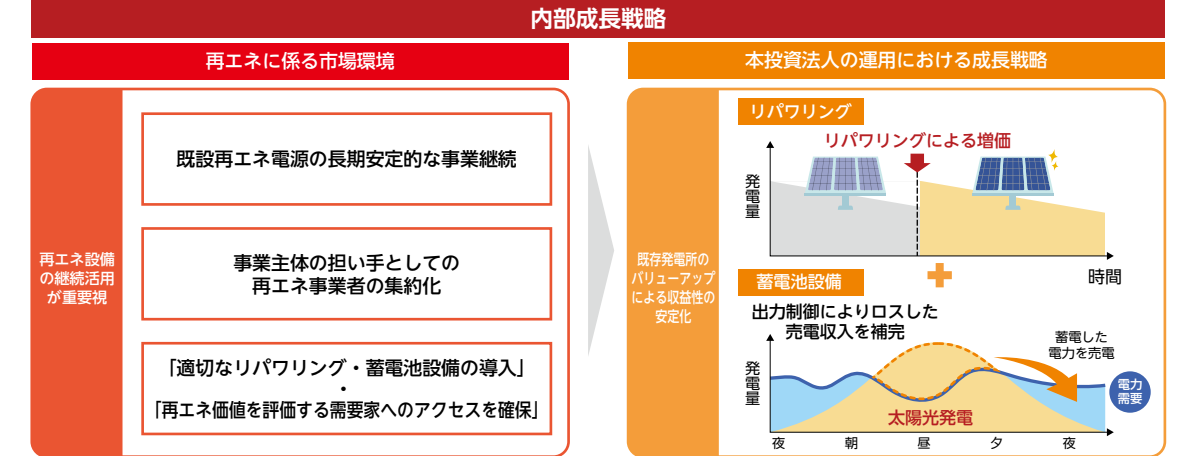 内部成長戦略
再エネに係る市場環境
再エネ設備
の継続活用
が重要視
既設再エネ電源の長期安定的な事業継続
事業主体の担い手としての
再エネ事業者の集約化
「適切なリパワリング・蓄電池設備の導入」
・
「再エネ価値を評価する需要家へのアクセスを確保」
本投資法人の運用における成長戦略
既存発電所の
バリューアップ
による収益性の
安定化
リパワリング
リパワリングによる増価
発電量
時間
蓄電池設備
出力制御によりロスした
売電収入を補完
蓄電した
電力を売電
発電量
電力
需要
太陽光発電
夜 朝 昼 夕 夜